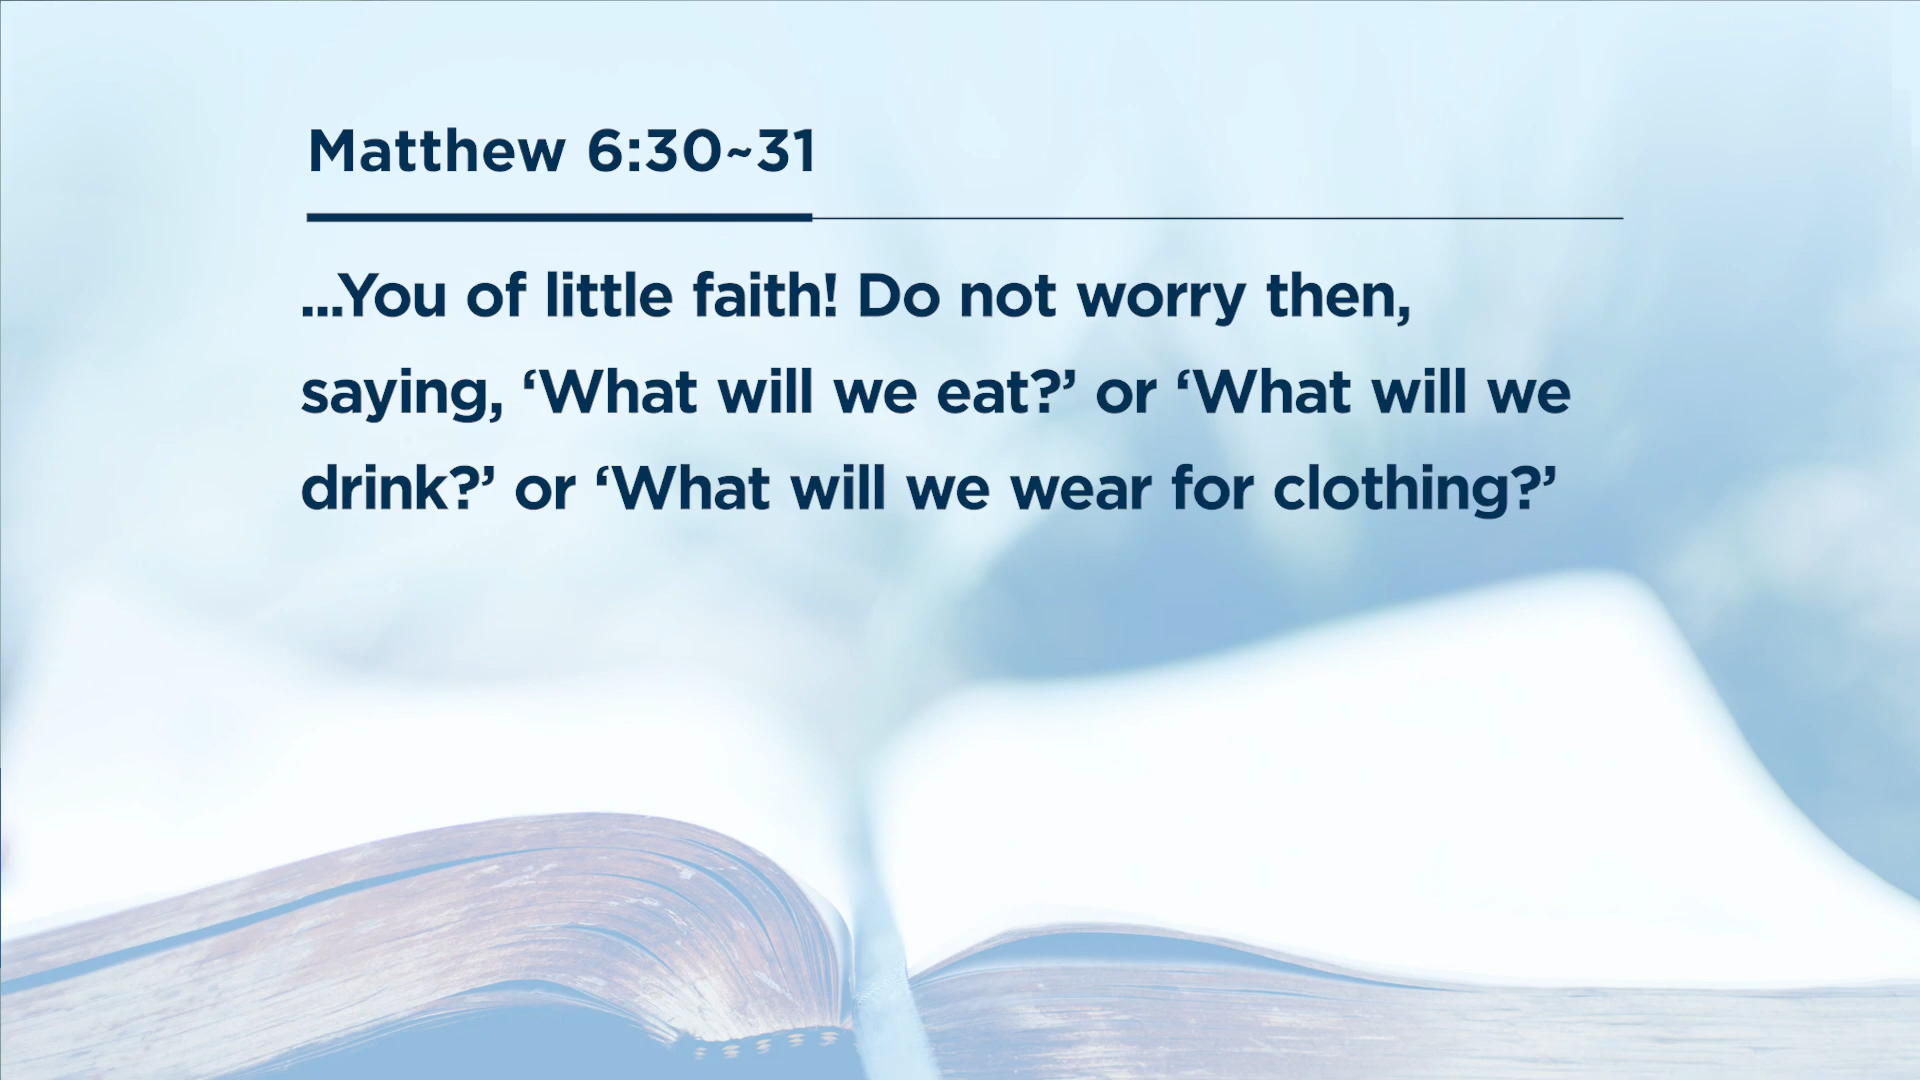 Matthew 6:30~31
...You of little faith! Do not worry then,
saying, ‘What will we eat?’ or ‘What will we
drink?’ or ‘What will we wear for clothing?’